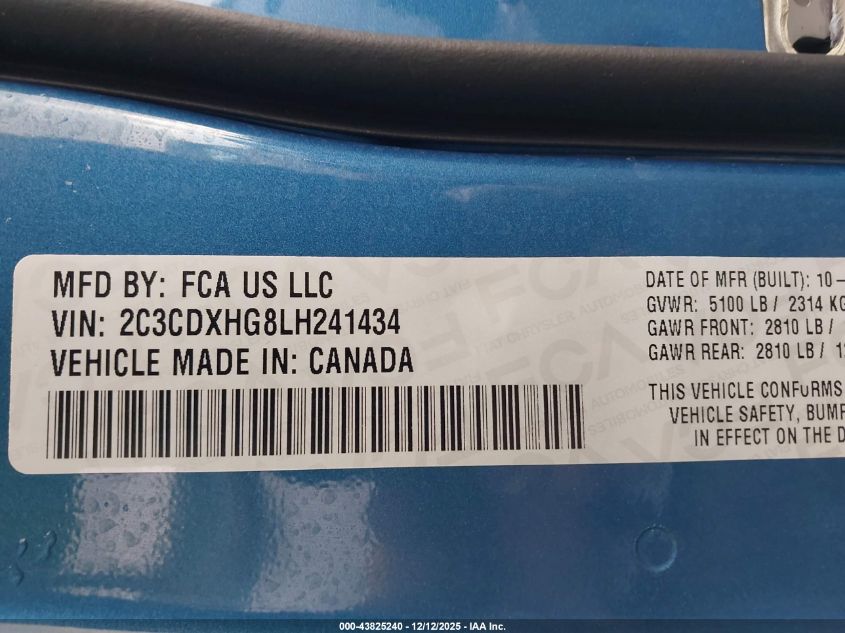 MFD BY: FCA US LLC
VIN: 2C3CDXHG8LH241434
VEHICLE MADE IN: CANADA
DATE OF MFR (BUILT): 10-
GVWR: 5100 LB / 2314 KG
GAWR FRONT: 2810 LB /
GAWR REAR: 2810 LB / 12
THIS VEHICLE CONFORMS
VEHICLE SAFETY, BUMP
IN EFFECT ON THE D
000-43825240 - 12/12/2025 - IAA Inc.